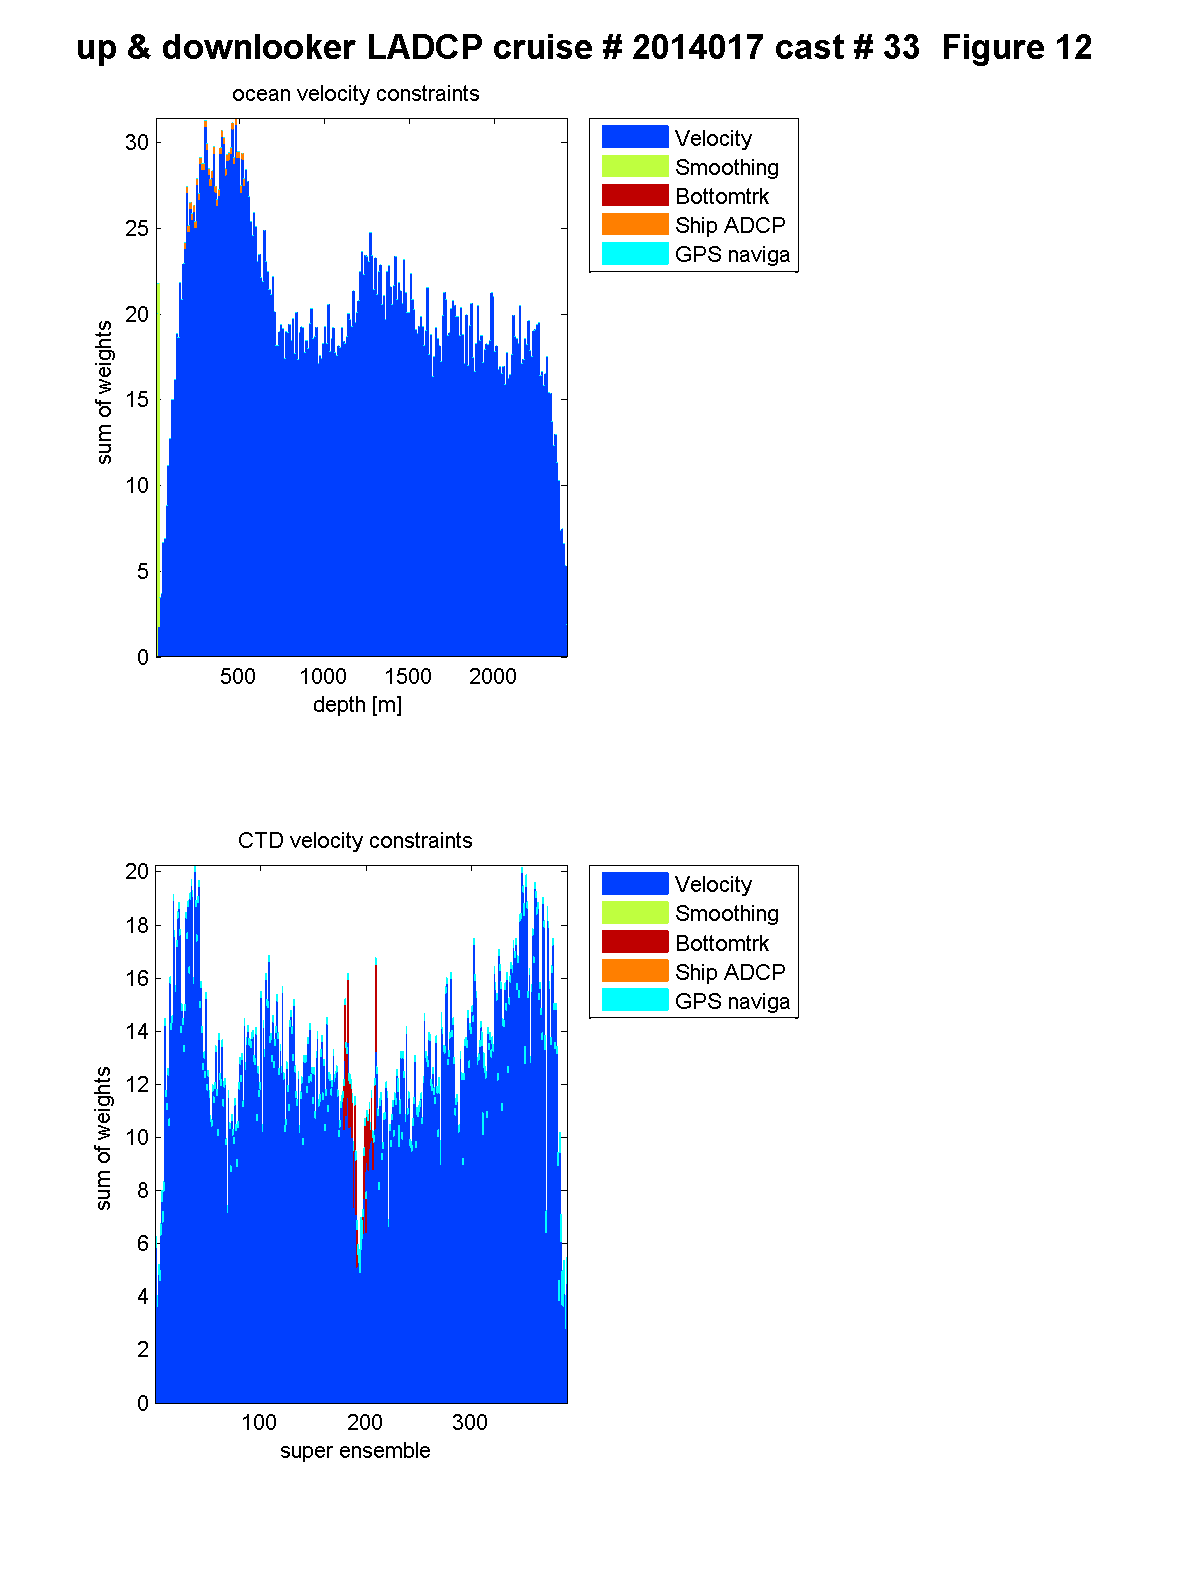 up & downlooker LADCP cruise # 2014017 cast # 33  Figure 12
ocean velocity constraints
30
25
20
15
10
5
0
sum of weights
500 1000 1500 2000
depth [m]
Velocity
Smoothing
Bottomtrk
Ship ADCP
GPS naviga
CTD velocity constraints
20
18
16
14
12
10
8
6
4
2
0
sum of weights
100 200 300
super ensemble
Velocity
Smoothing
Bottomtrk
Ship ADCP
GPS naviga